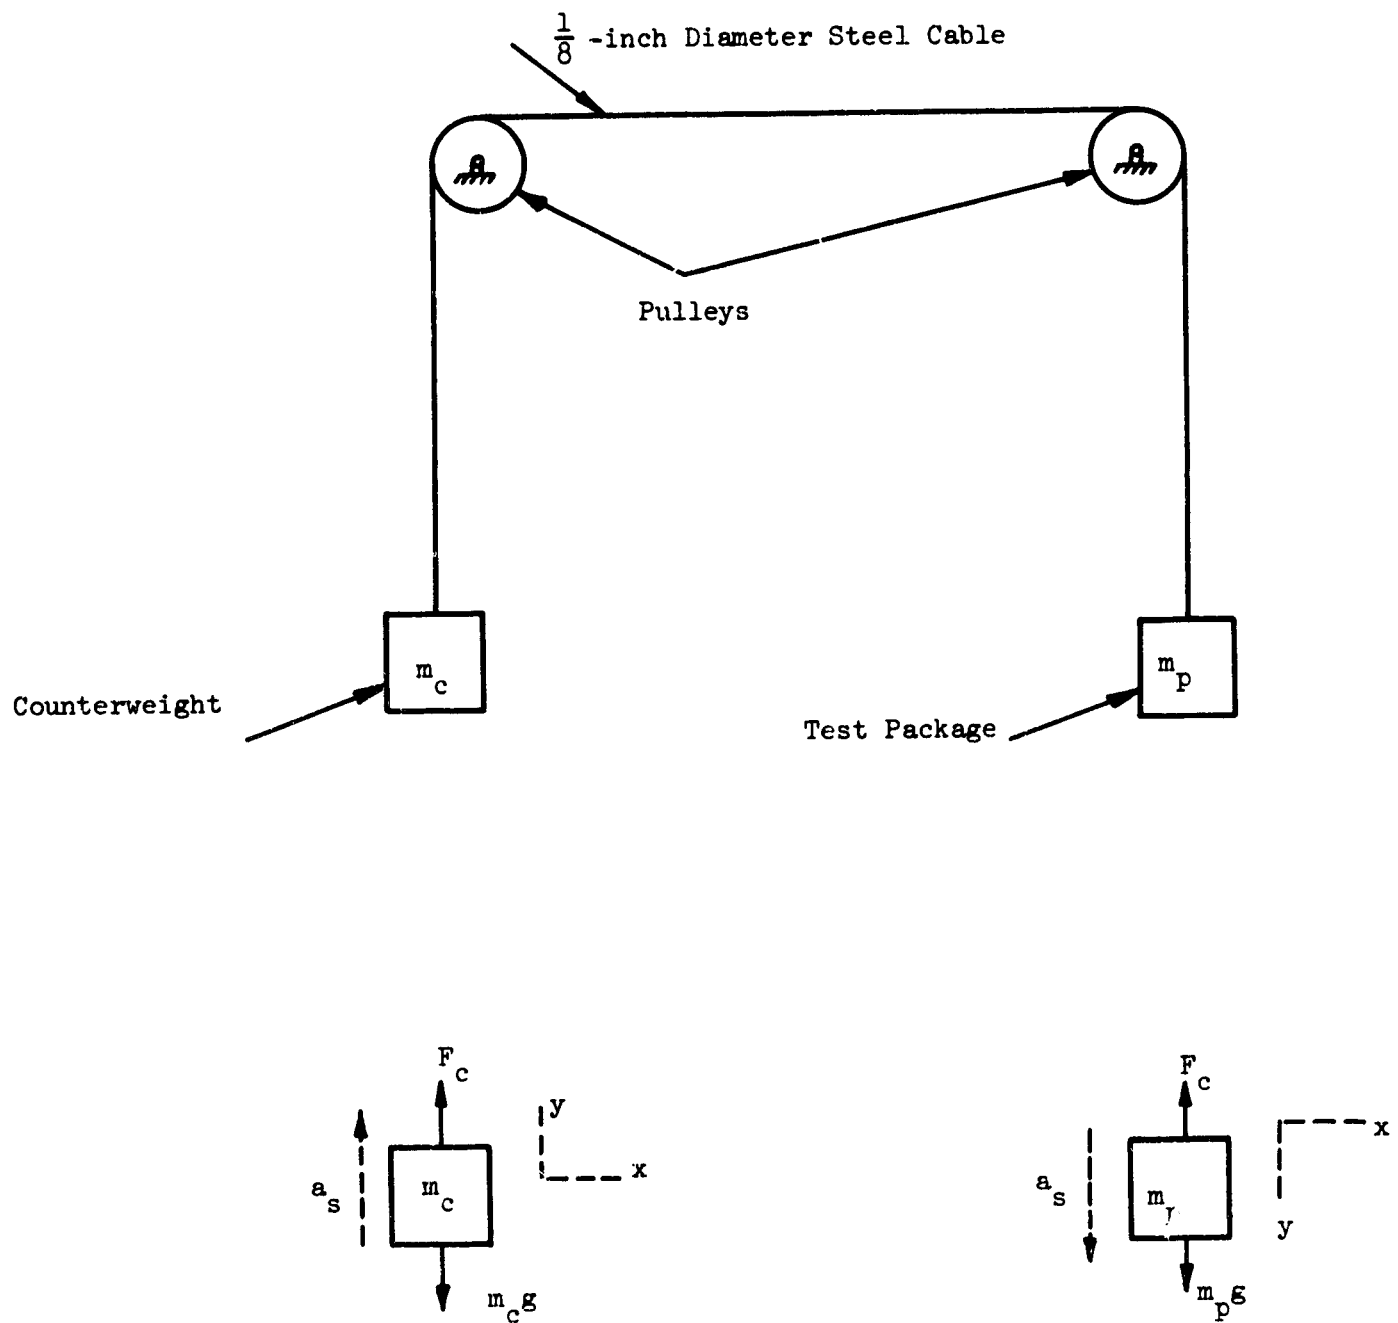 1/8 -inch Diameter Steel Cable
Pulleys
m_c
m_p
Counterweight
Test Package
F_c
F_c
y
x
a_s
m_c
x
a_s
m
y
m_c g
m_p g